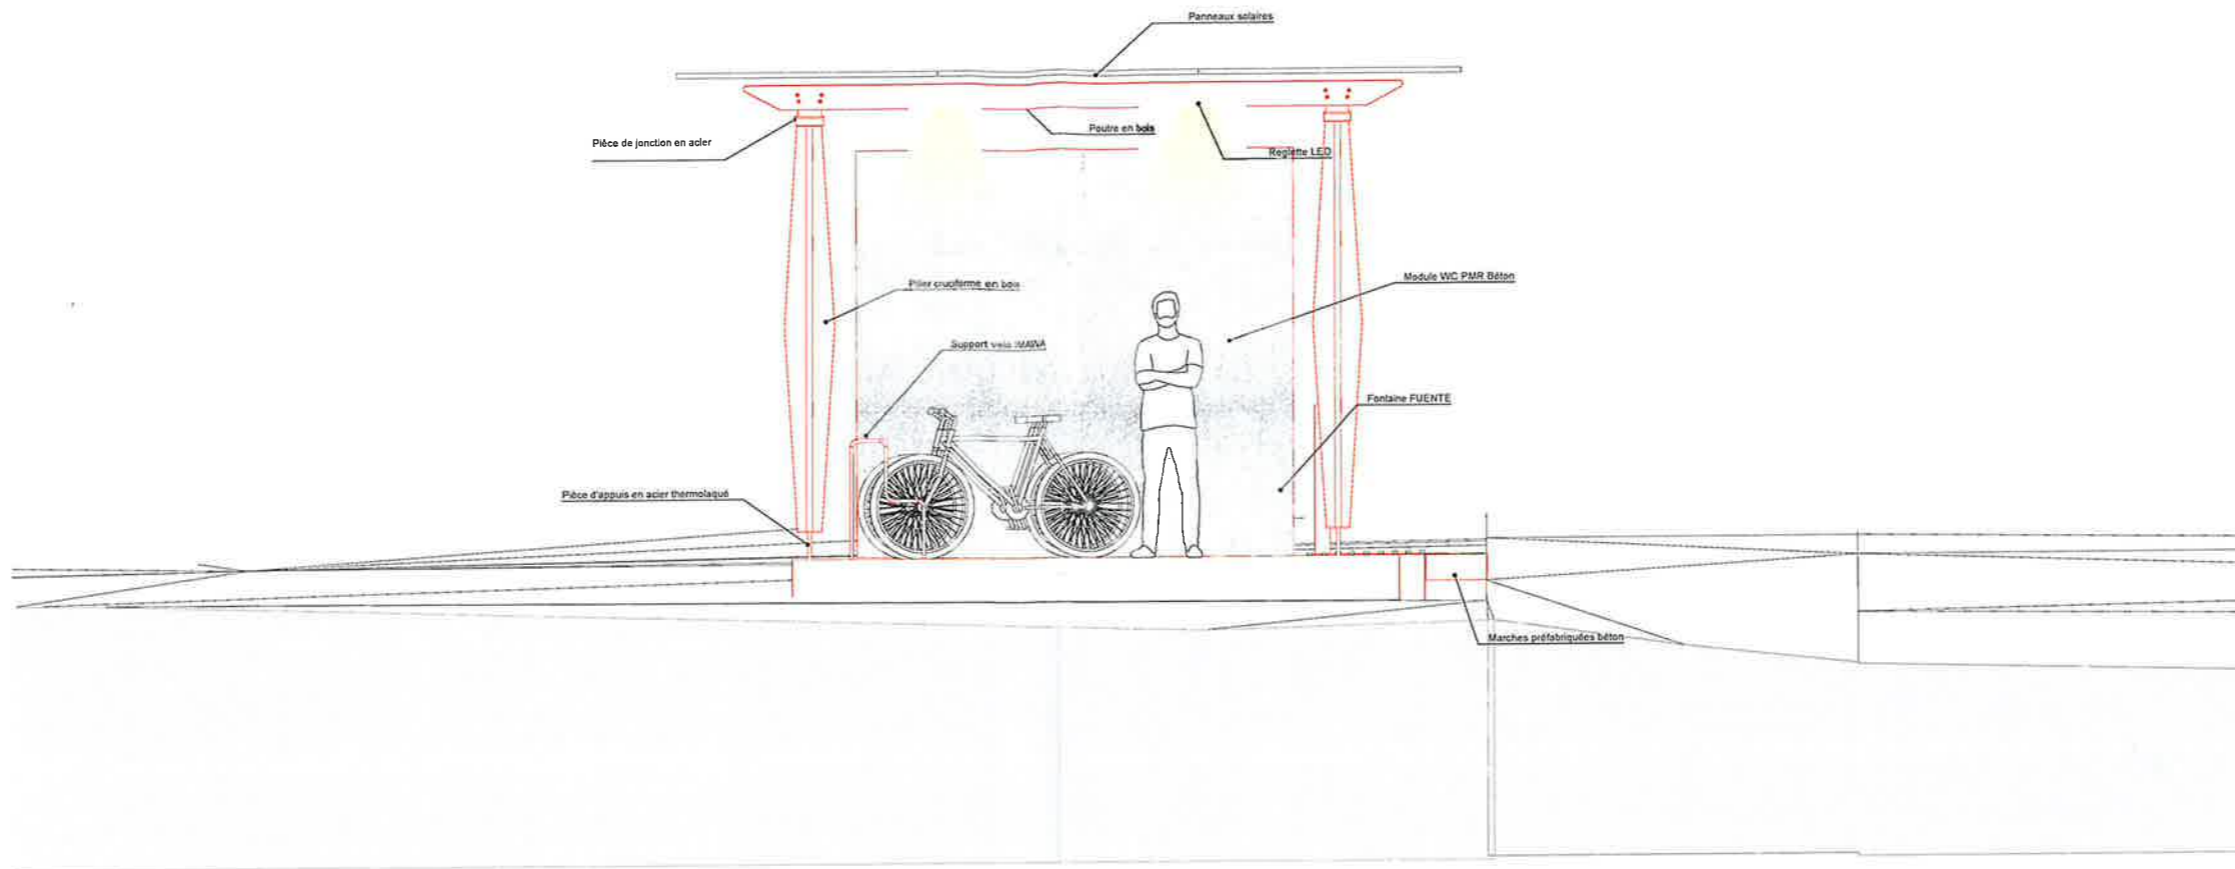 Panneaux solaires
Poutre en bois
Pièce de jonction en acier
Reglette LED
Pilier cruciforme en bois
Module WC PMR Béton
Support velo
Fontaine FUENTE
Pièce d'appuis en acier thermolaqué
Marches préfabriquées béton